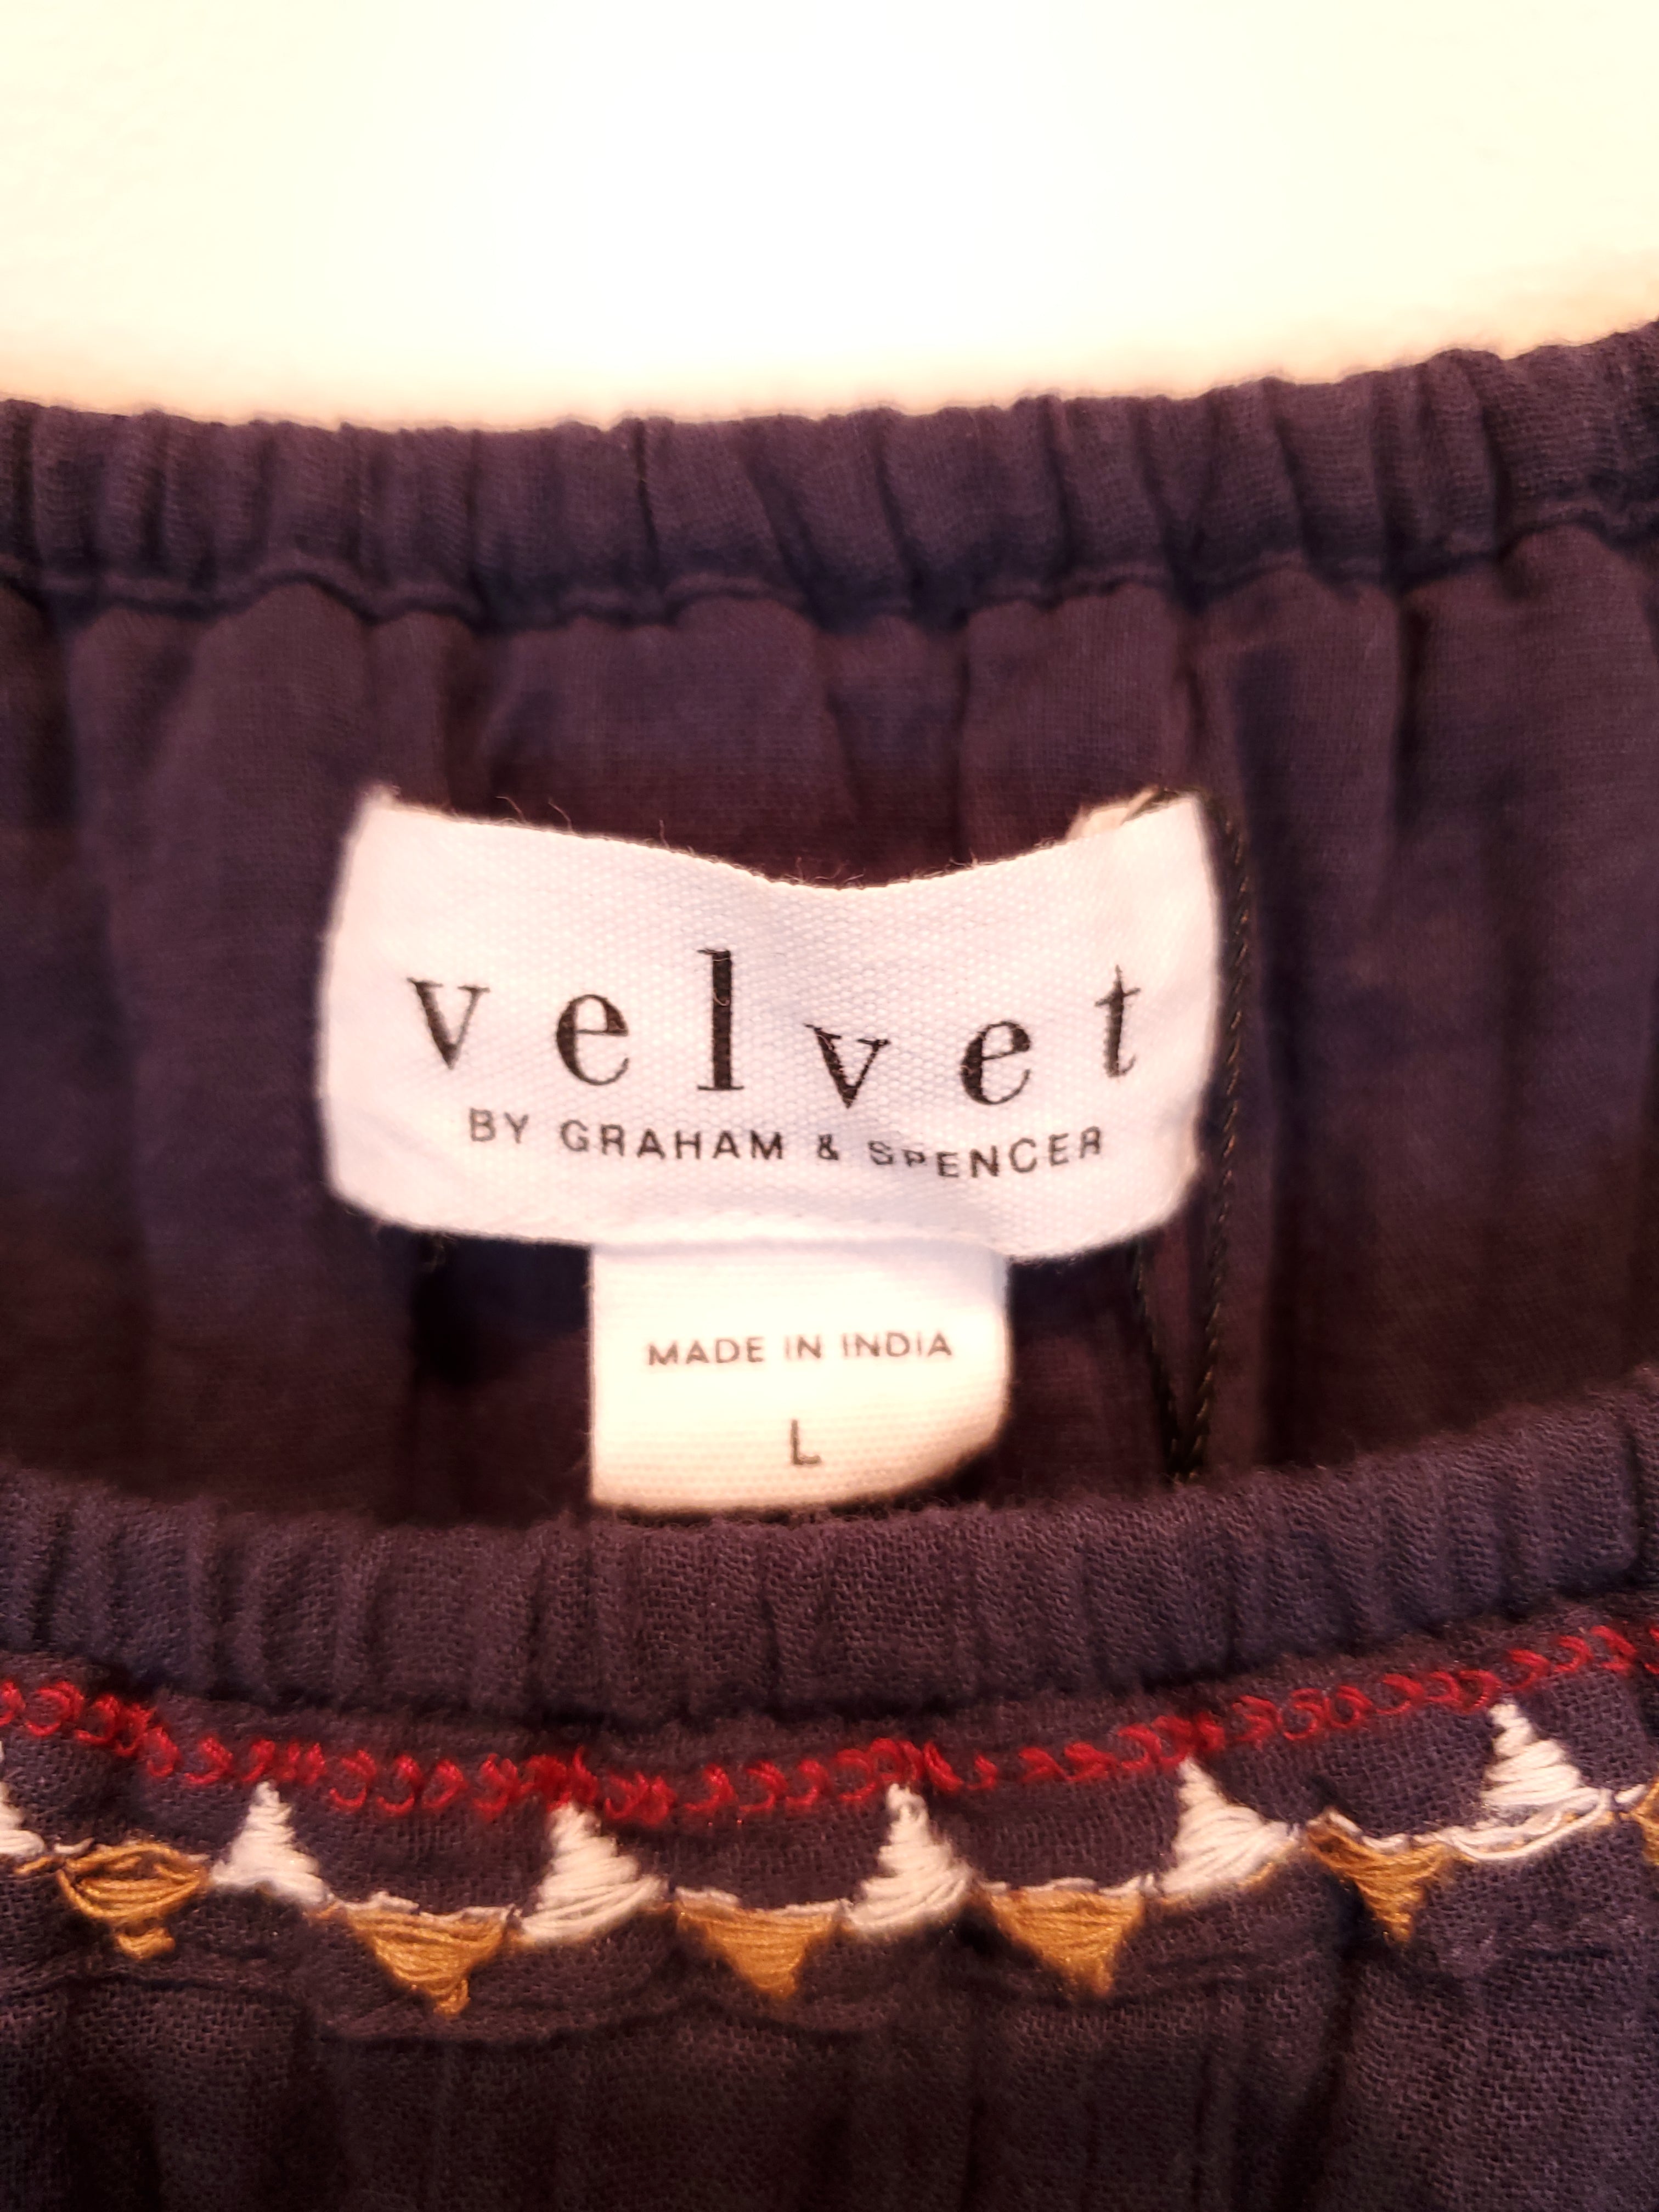 velvet
BY GRAHAM & SPENCER
MADE IN INDIA
L